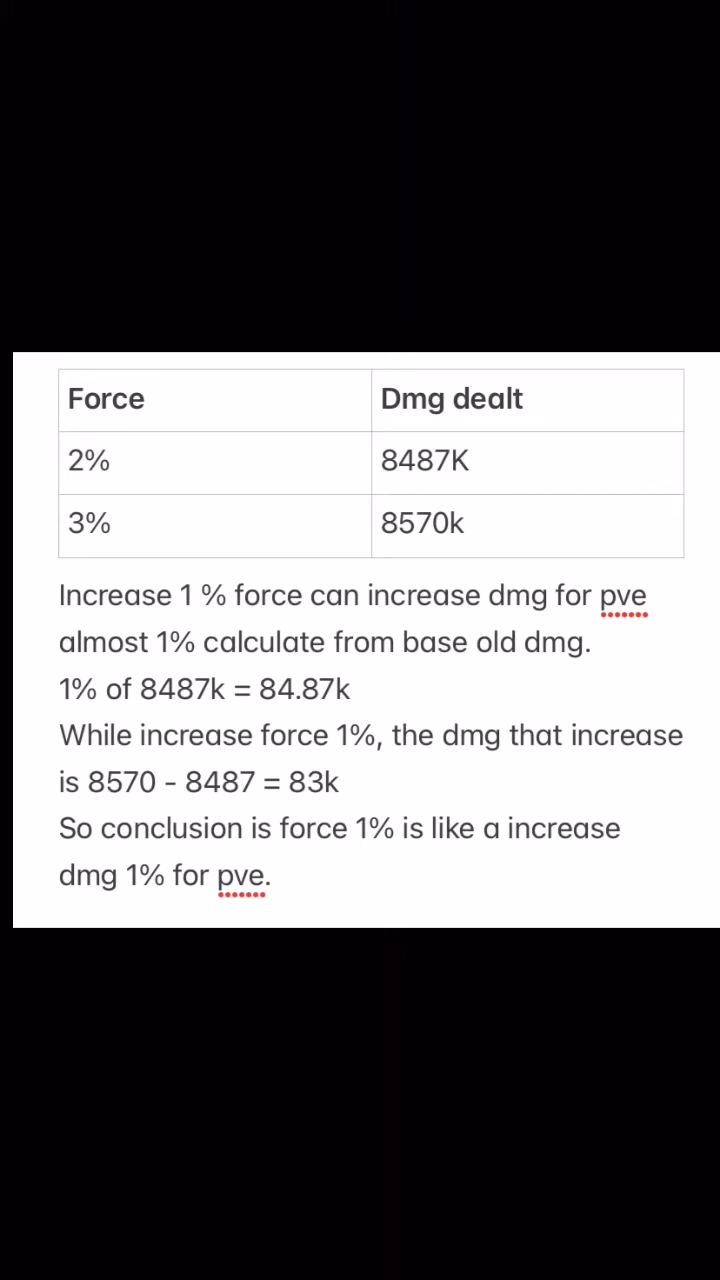 Force Dmg dealt
2% 8487K
3% 8570k
Increase 1 % force can increase dmg for pve
almost 1% calculate from base old dmg.
1% of 8487k = 84.87k
While increase force 1%, the dmg that increase
is 8570 - 8487 = 83k
So conclusion is force 1% is like a increase
dmg 1% for pve.